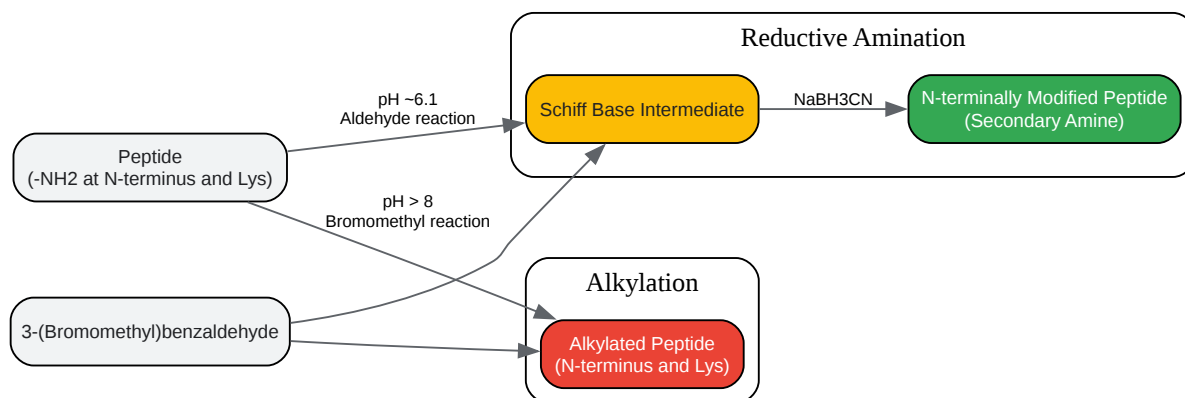 Reductive Amination
pH ~6.1
Aldehyde reaction
Schiff Base Intermediate
NaBH3CN
N-terminally Modified Peptide
(Secondary Amine)
Peptide
(-NH2 at N-terminus and Lys)
pH > 8
Bromomethyl reaction
Alkylation
3-(Bromomethyl)benzaldehyde
Alkylated Peptide
(N-terminus and Lys)